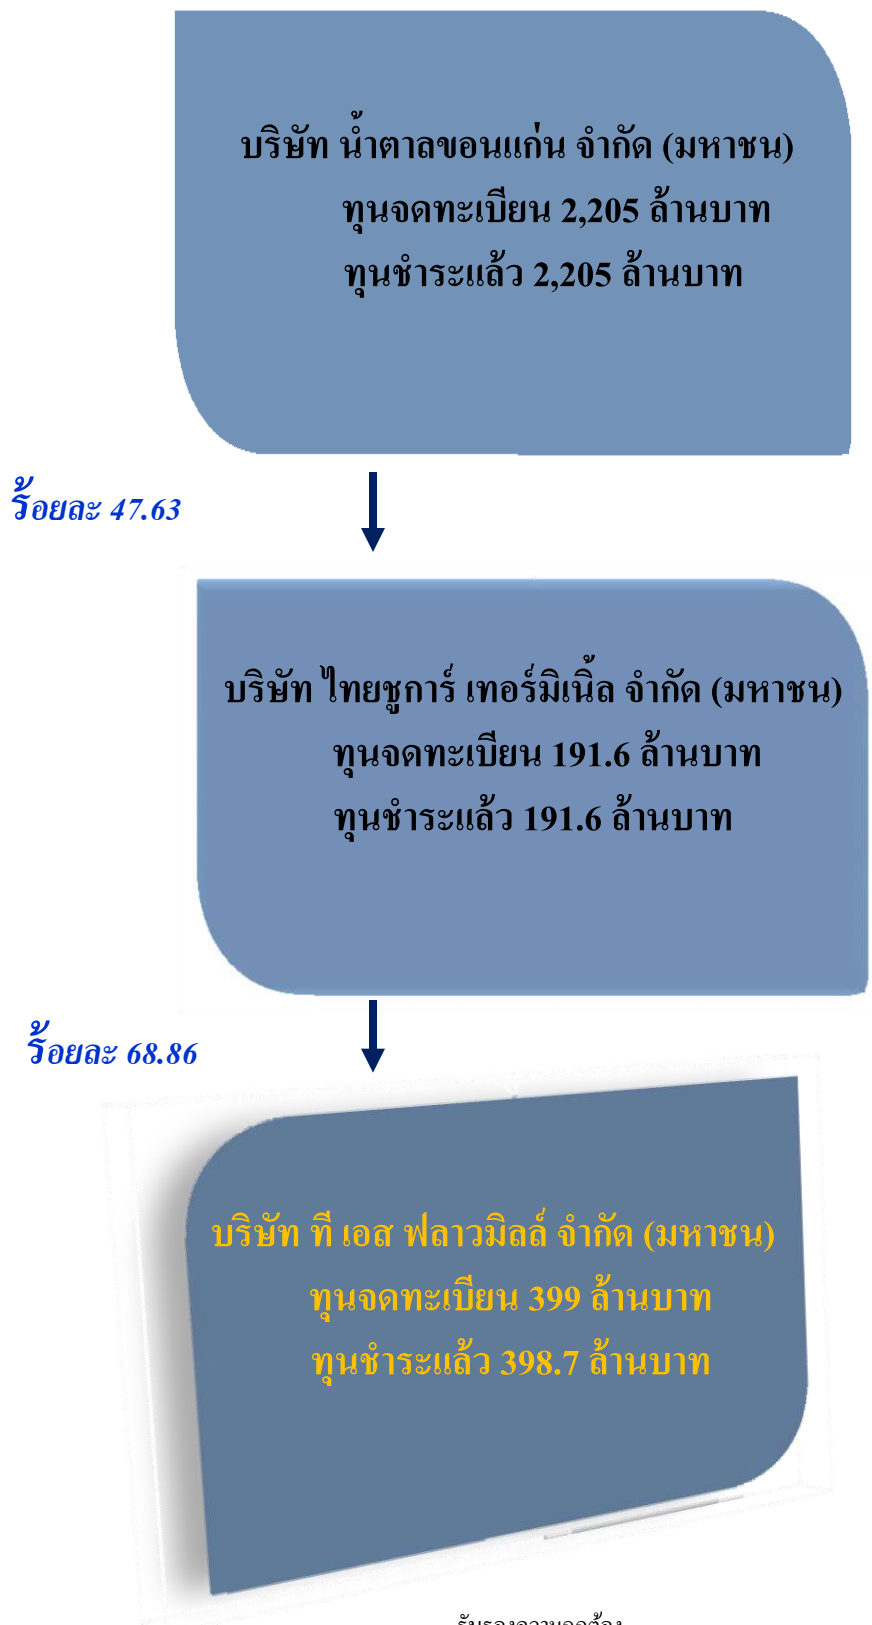 บริษัท น้ำตาลขอนแก่น จำกัด (มหาชน)
ทุนจดทะเบียน 2,205 ล้านบาท
ทุนชำระแล้ว 2,205 ล้านบาท
ร้อยละ 47.63
บริษัท ไทยชูการ์ เทอร์มิเนิ้ล จำกัด (มหาชน)
ทุนจดทะเบียน 191.6 ล้านบาท
ทุนชำระแล้ว 191.6 ล้านบาท
ร้อยละ 68.86
บริษัท ที เอส ฟลาวมิลล์ จำกัด (มหาชน)
ทุนจดทะเบียน 399 ล้านบาท
ทุนชำระแล้ว 398.7 ล้านบาท